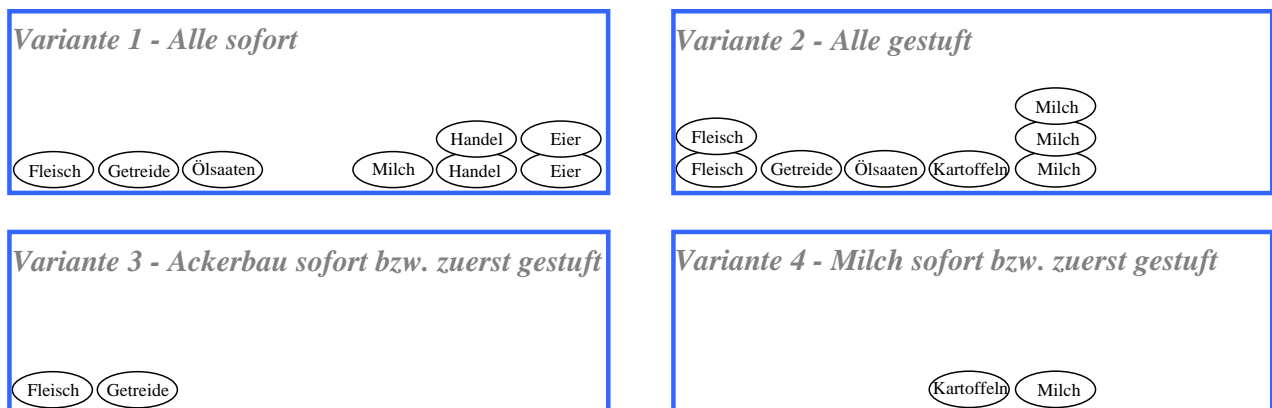 Variante 1 - Alle sofort
Handel Eier
Fleisch Getreide Ölsaaten Milch Handel Eier
Variante 2 - Alle gestuft
Milch
Fleisch Milch
Fleisch Getreide Ölsaaten Kartoffeln Milch
Variante 3 - Ackerbau sofort bzw. zuerst gestuft
Fleisch Getreide
Variante 4 - Milch sofort bzw. zuerst gestuft
Kartoffeln Milch